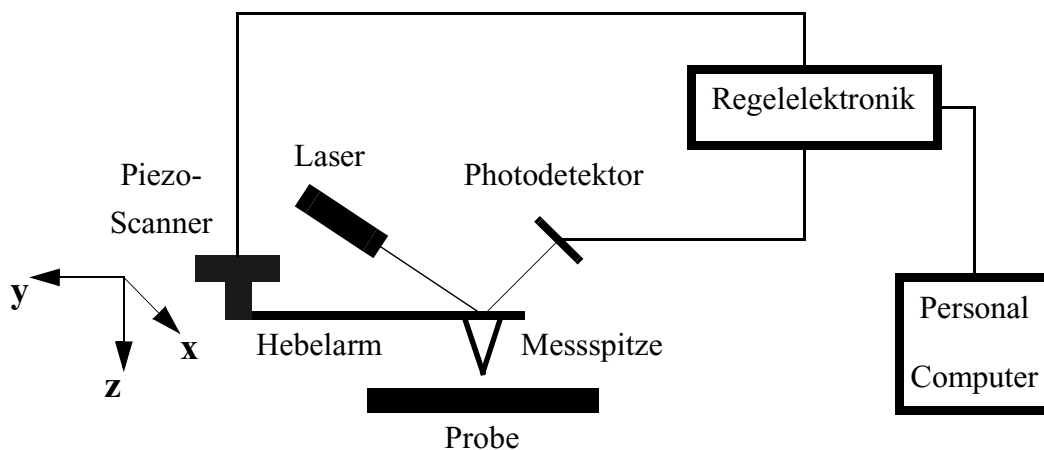 Regelelektronik
Laser
Piezo-
Scanner
Photodetektor
y
x
z
Hebelarm
Messspitze
Personal
Computer
Probe